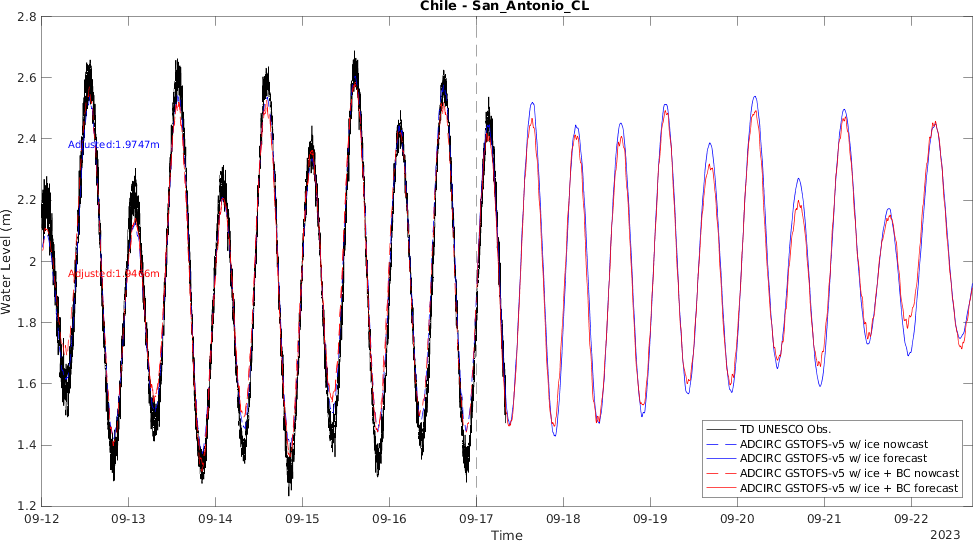 Chile - San_Antonio_CL
2.8
2.6
2.4
2.2
2
1.8
1.6
1.4
1.2
Water Level (m)
Adjusted:1.9747m
Adjusted:1.9466m
TD UNESCO Obs.
ADCIRC GSTOFS-v5 w/ ice nowcast
ADCIRC GSTOFS-v5 w/ ice forecast
ADCIRC GSTOFS-v5 w/ ice + BC nowcast
ADCIRC GSTOFS-v5 w/ ice + BC forecast
09-12 09-13 09-14 09-15 09-16 09-17 09-18 09-19 09-20 09-21 09-22
Time
2023